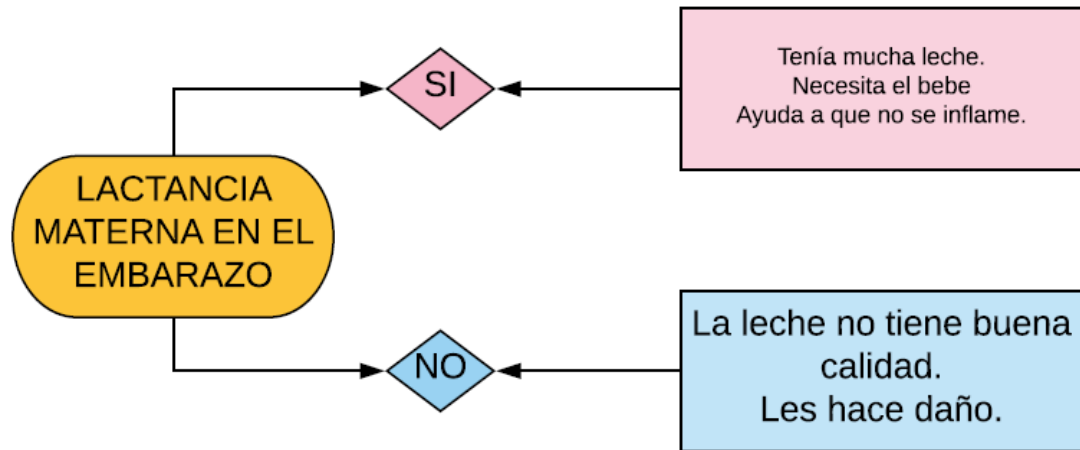 LACTANCIA
MATERNA EN EL
EMBARAZO
SI
Tenía mucha leche.
Necesita el bebe
Ayuda a que no se inflame.
NO
La leche no tiene buena
calidad.
Les hace daño.